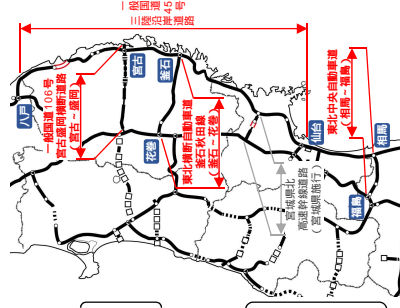 一般国道45号
三陸沿岸道路
八戸
一般国道106号
宮古盛岡横断道路
(宮古～盛岡)
宮古
釜石
花巻
東北横断自動車道
釜石秋田線
(釜石～花巻)
仙台
東北中央自動車道
(相馬～福島)
相馬
福島
宮城県北
高速幹線道路
(宮城県施行)